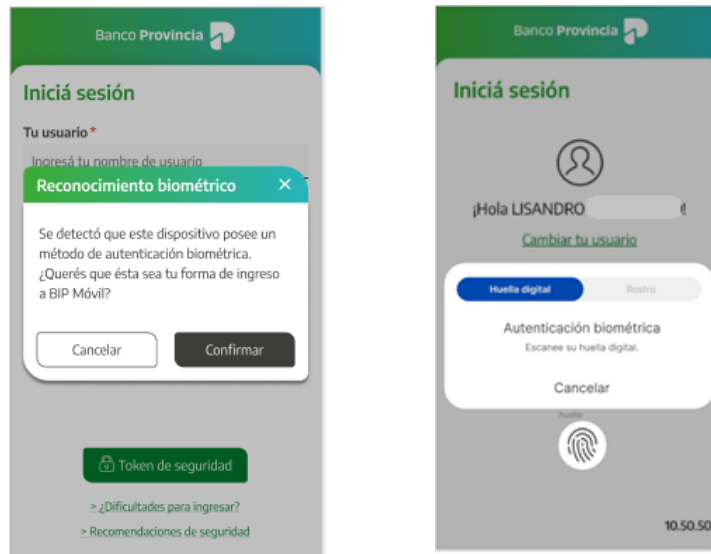 Banco Provincia
Iniciá sesión
Tu usuario*
Ingresá tu nombre de usuario
Reconocimiento biométrico ×
Se detectó que este dispositivo posee un
método de autenticación biométrica.
¿Querés que ésta sea tu forma de ingreso
a BIP Móvil?
Cancelar Confirmar
Token de seguridad
> ¿Dificultades para ingresar?
> Recomendaciones de seguridad
Banco Provincia
Iniciá sesión
¡Hola LISANDRO !
Cambiar tu usuario
Huella digital Rostro
Autenticación biométrica
Escanee su huella digital.
Cancelar
huella
10.50.50